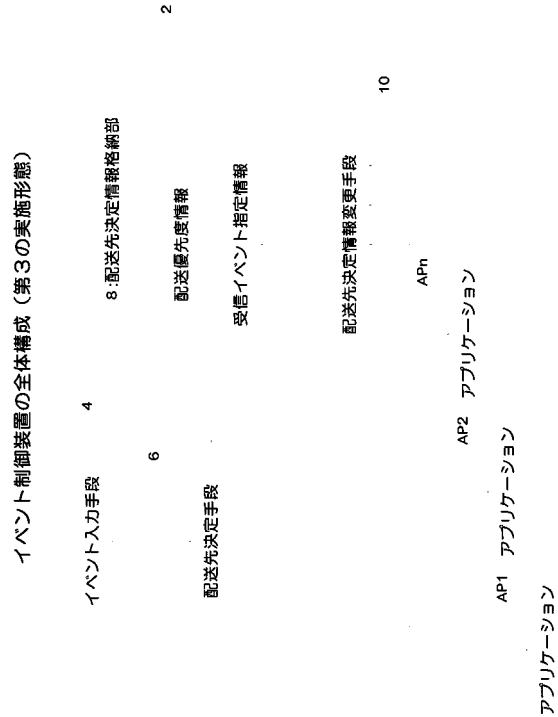 イベント制御装置の全体構成(第3の実施形態)
2
イベント入力手段
4
8:配送先決定情報格納部
6
配送優先度情報
配送先決定手段
受信イベント指定情報
配送先決定情報変更手段
10
APn
アプリケーション
AP2
アプリケーション
AP1
アプリケーション